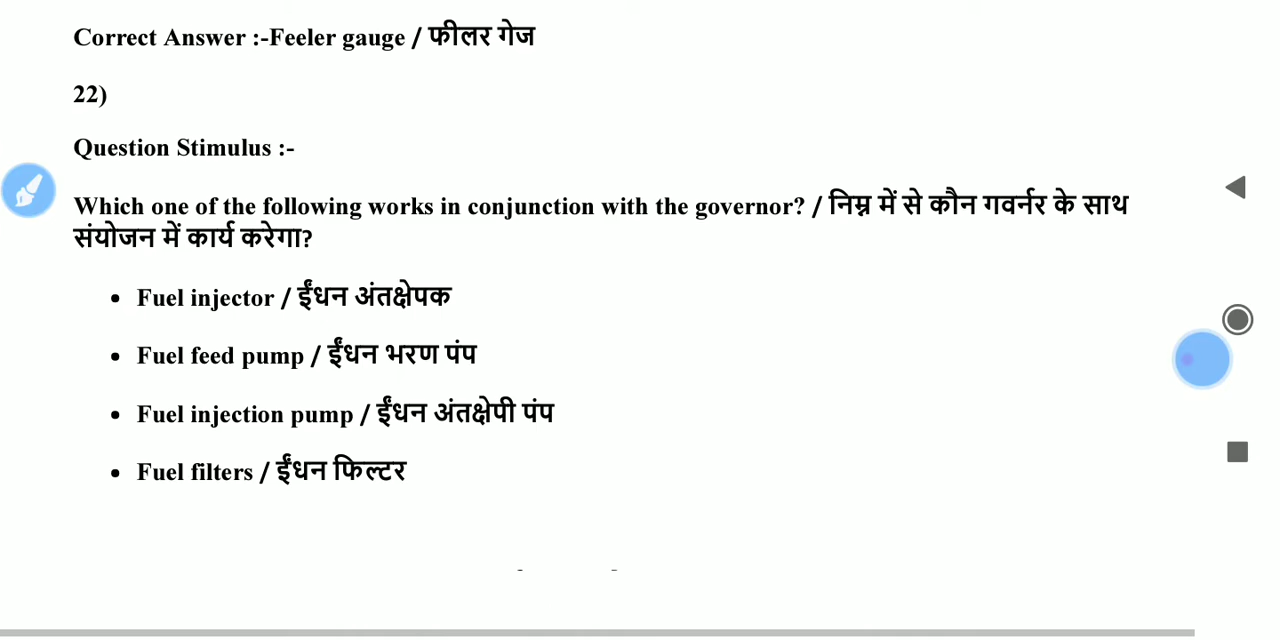 Correct Answer :-Feeler gauge / फीलर गेज
22)
Question Stimulus :-
Which one of the following works in conjunction with the governor? / निम्न में से कौन गवर्नर के साथ
संयोजन में कार्य करेगा?
• Fuel injector / ईंधन अंतक्षेपक
• Fuel feed pump / ईंधन भरण पंप
• Fuel injection pump / ईंधन अंतक्षेपी पंप
• Fuel filters / ईंधन फिल्टर